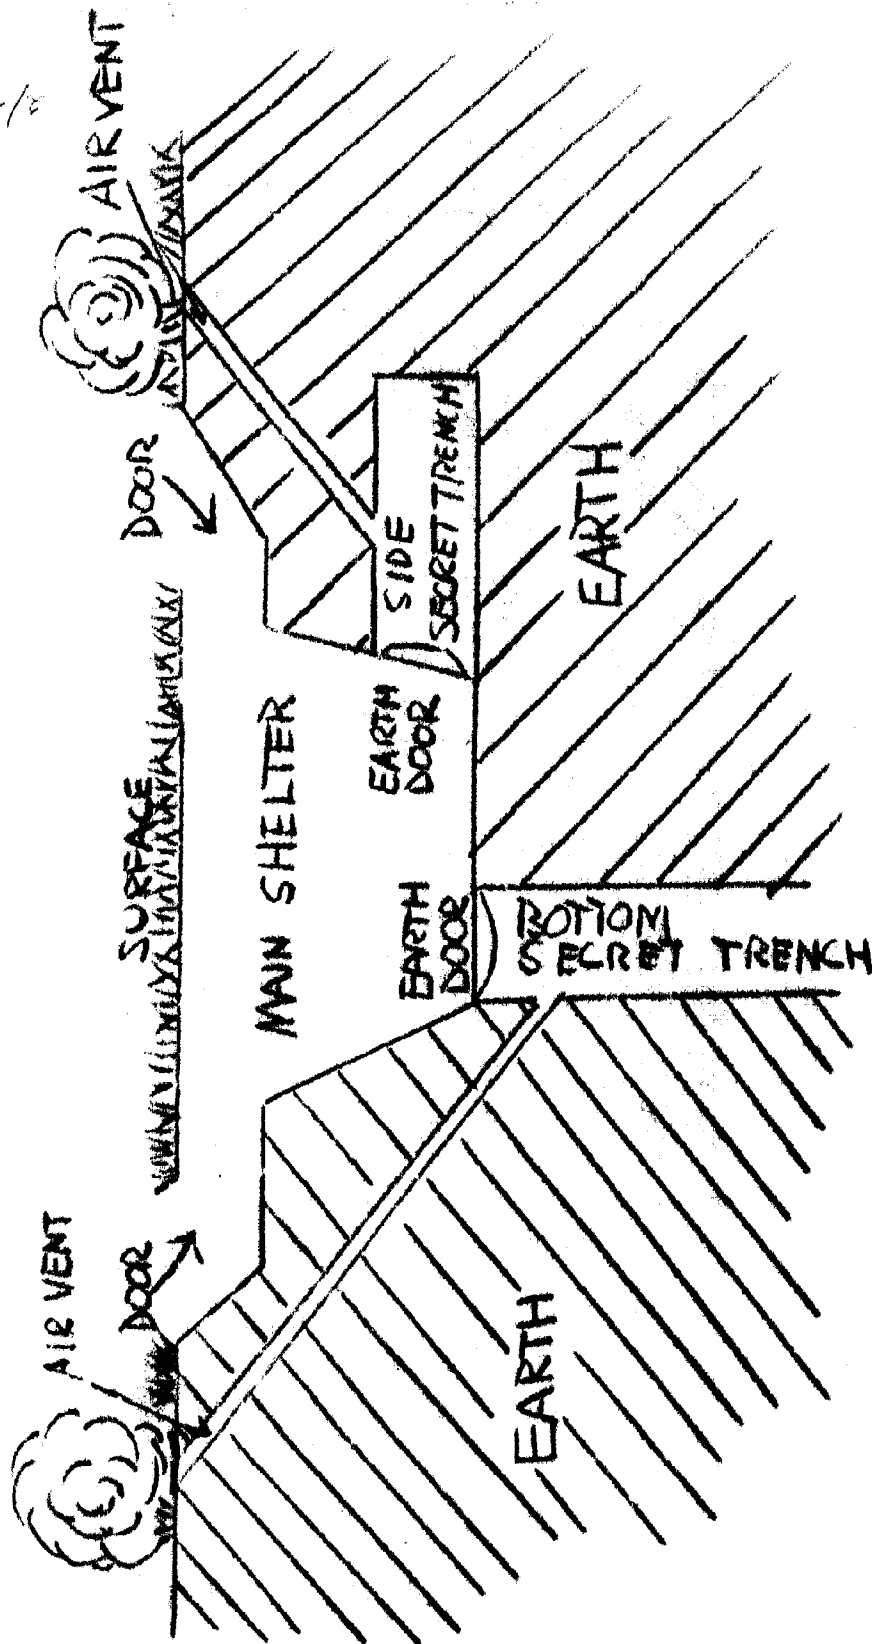 AIR VENT
AIR VENT
DOOR
SURFACE
DOOR
MAIN SHELTER
EARTH
DOOR
EARTH
DOOR
SIDE
SECRET TRENCH
BOTTOM
SECRET TRENCH
EARTH
EARTH